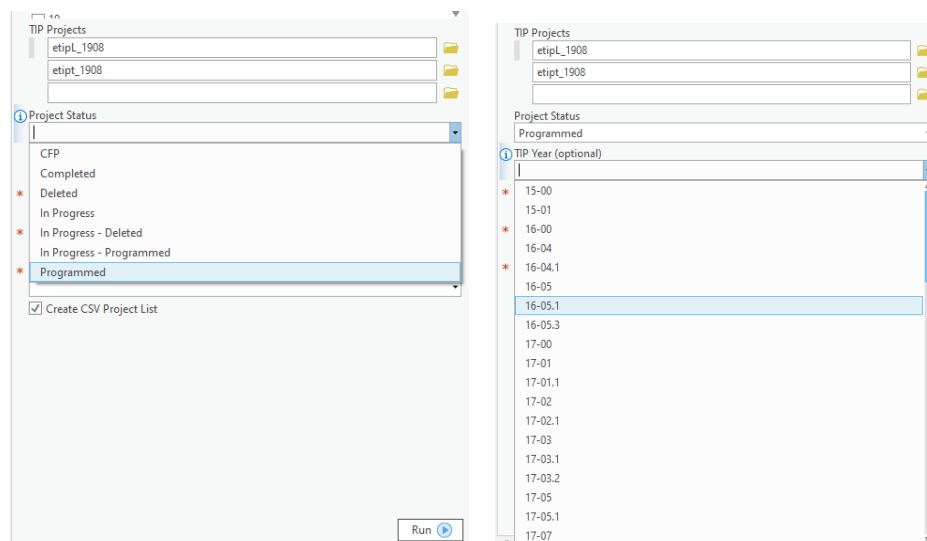 10
TIP Projects
etipL_1908
etipt_1908
Project Status
CFP
Completed
* Deleted
In Progress
* In Progress - Deleted
In Progress - Programmed
* Programmed
Create CSV Project List
Run
TIP Projects
etipL_1908
etipt_1908
Project Status
Programmed
TIP Year (optional)
* 15-00
15-01
* 16-00
16-04
* 16-04.1
16-05
16-05.1
16-05.3
17-00
17-01
17-01.1
17-02
17-02.1
17-03
17-03.1
17-03.2
17-05
17-05.1
17-07